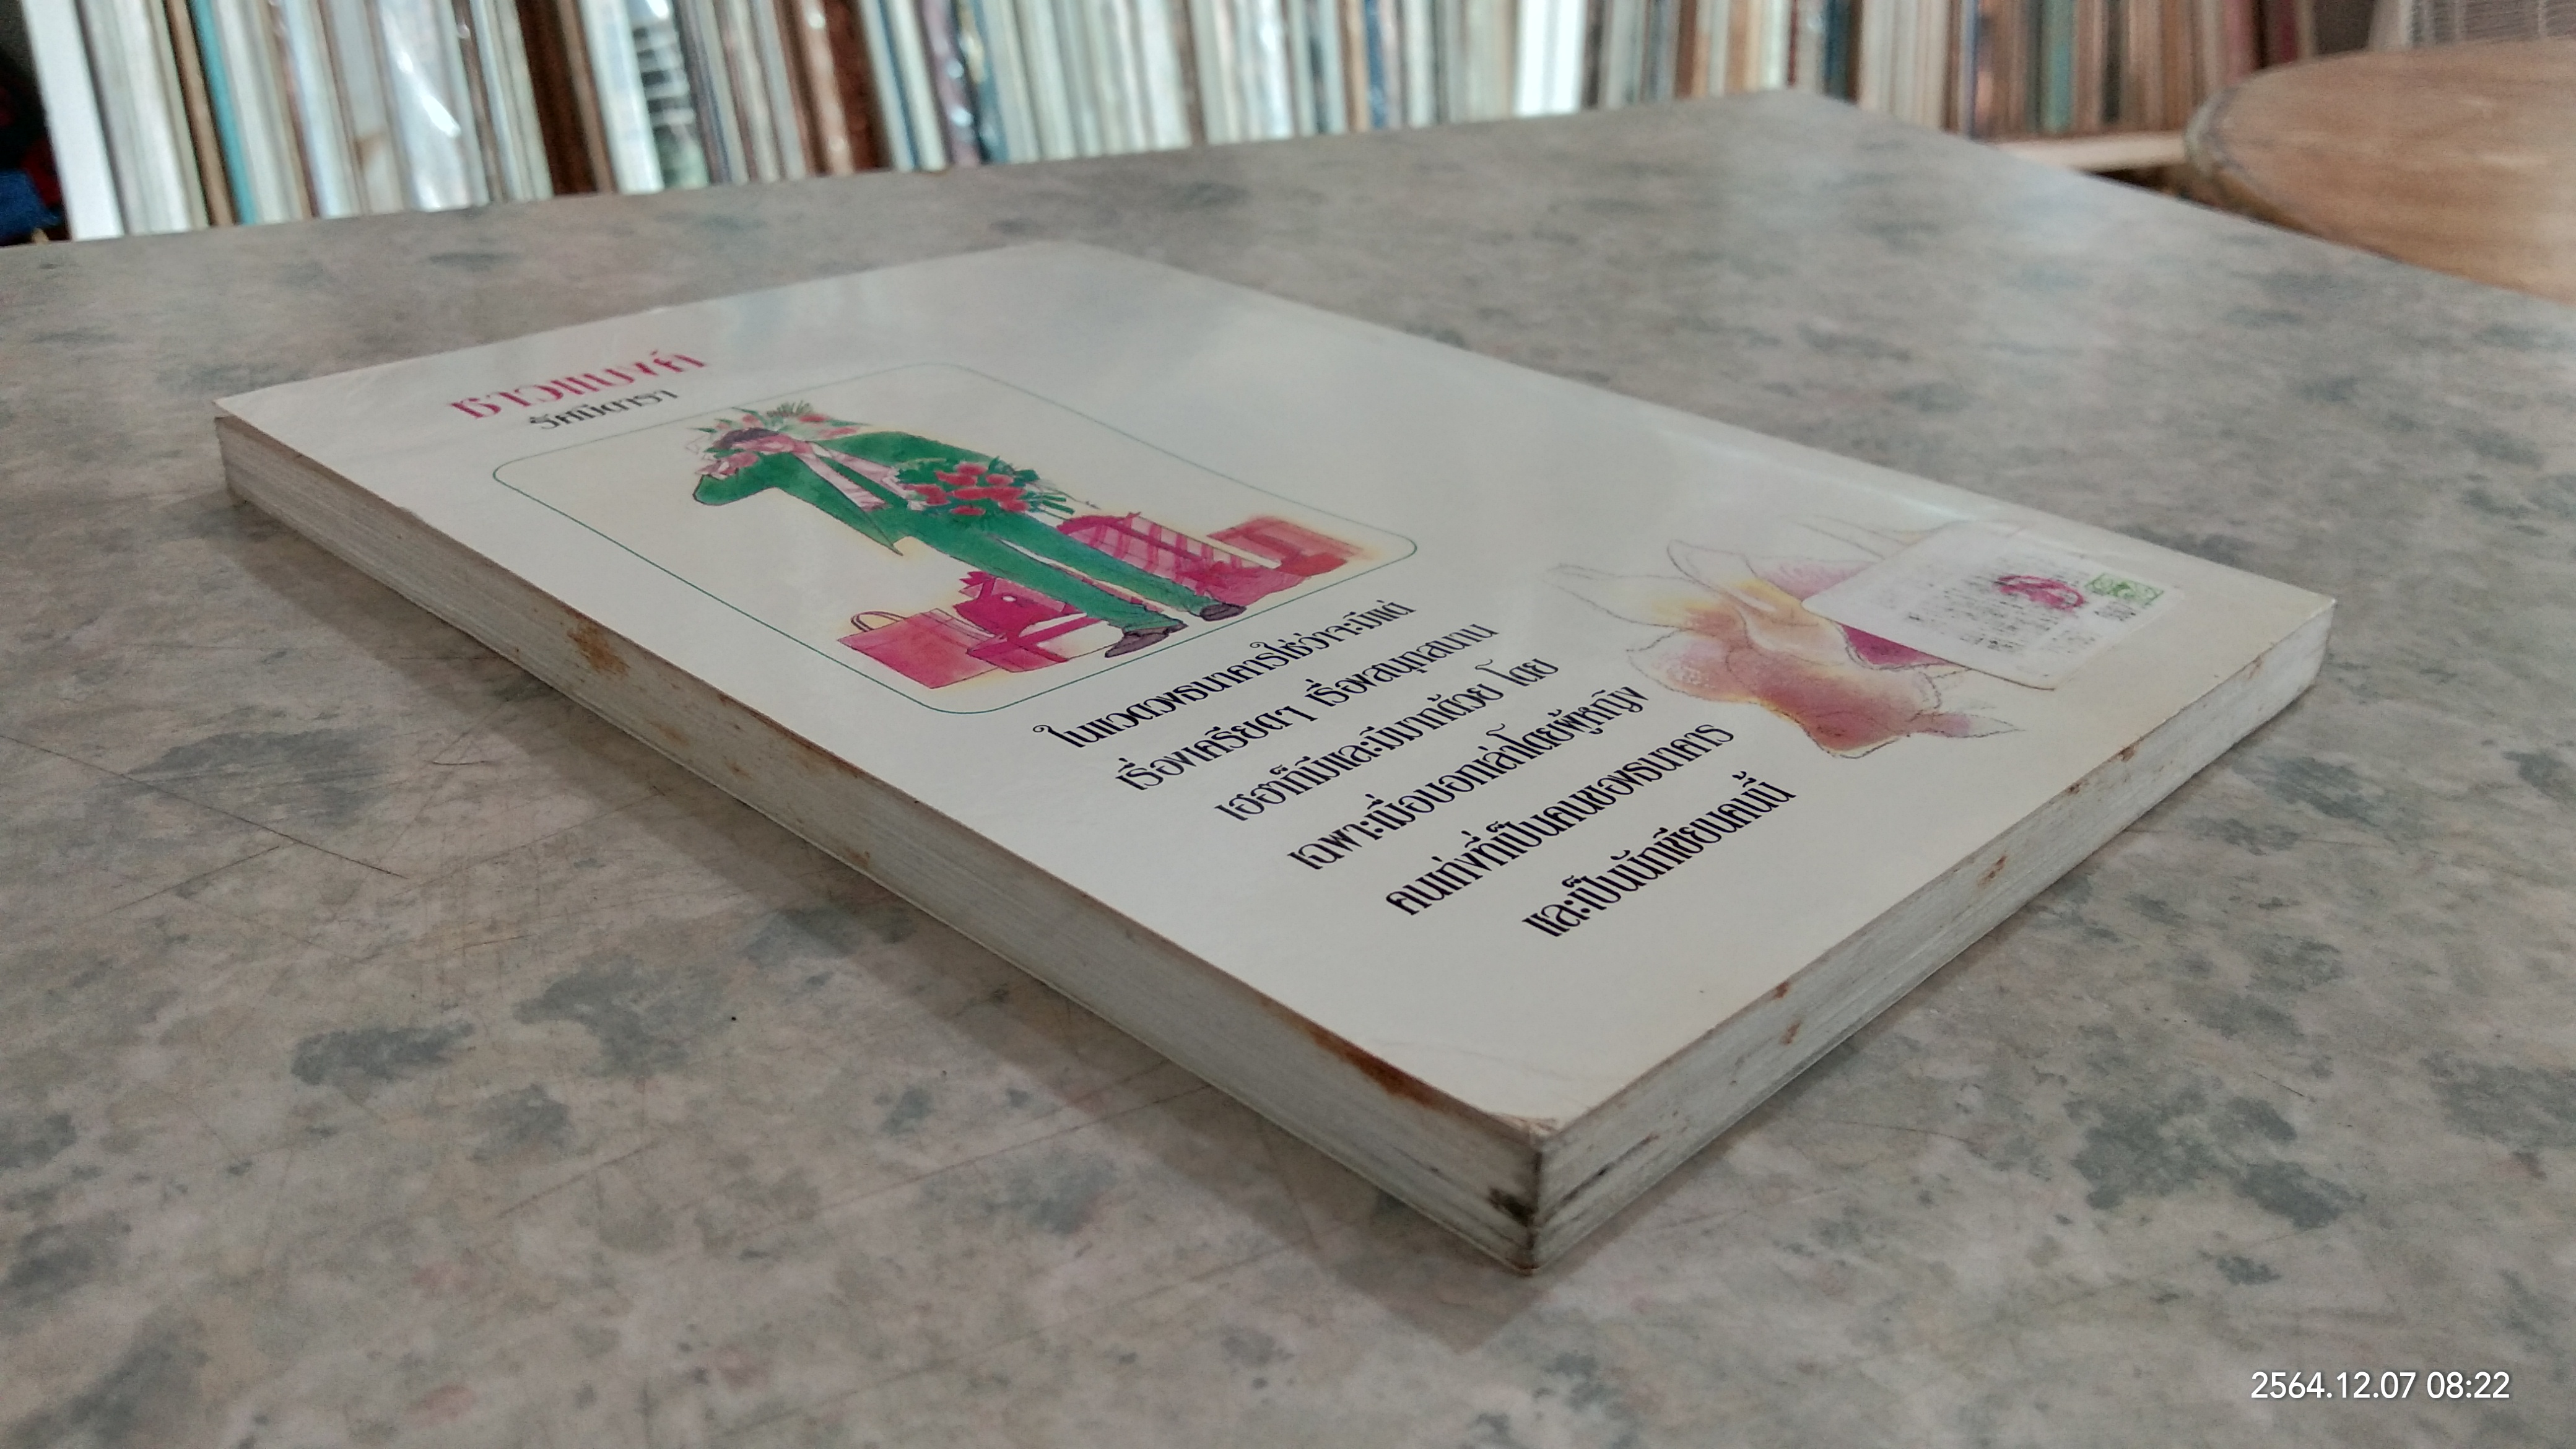 ชาวแบงค์
รัศมีดารา
ในแวดวงธนาคารใช่ว่าจะมีแต่
เรื่องเครียดๆ เรื่องสนุกสนาน
เฮฮาก็มีและมีมากด้วย โดย
เฉพาะเมื่อบอกเล่าโดยผู้หญิง
คนเก่งที่เป็นคนของธนาคาร
และเป็นนักเขียนคนนี้
2564.12.07 08:22